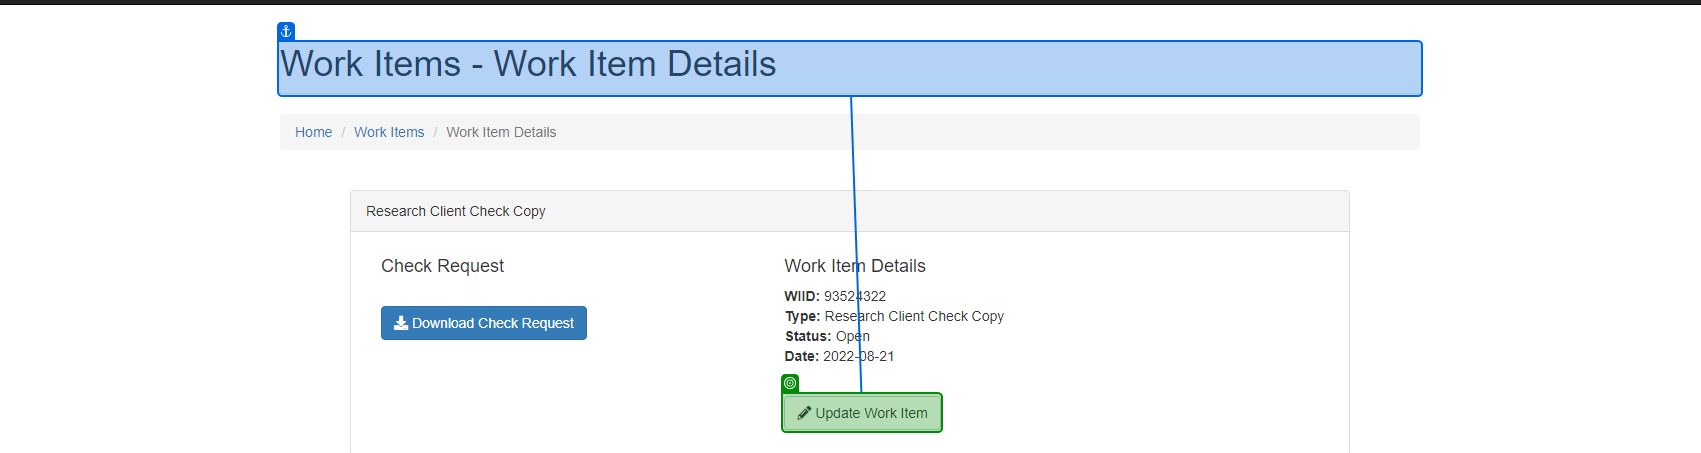 Work Items - Work Item Details
Home / Work Items / Work Item Details
Research Client Check Copy
Check Request
Download Check Request
Work Item Details
WIID: 93524322
Type: Research Client Check Copy
Status: Open
Date: 2022-08-21
Update Work Item